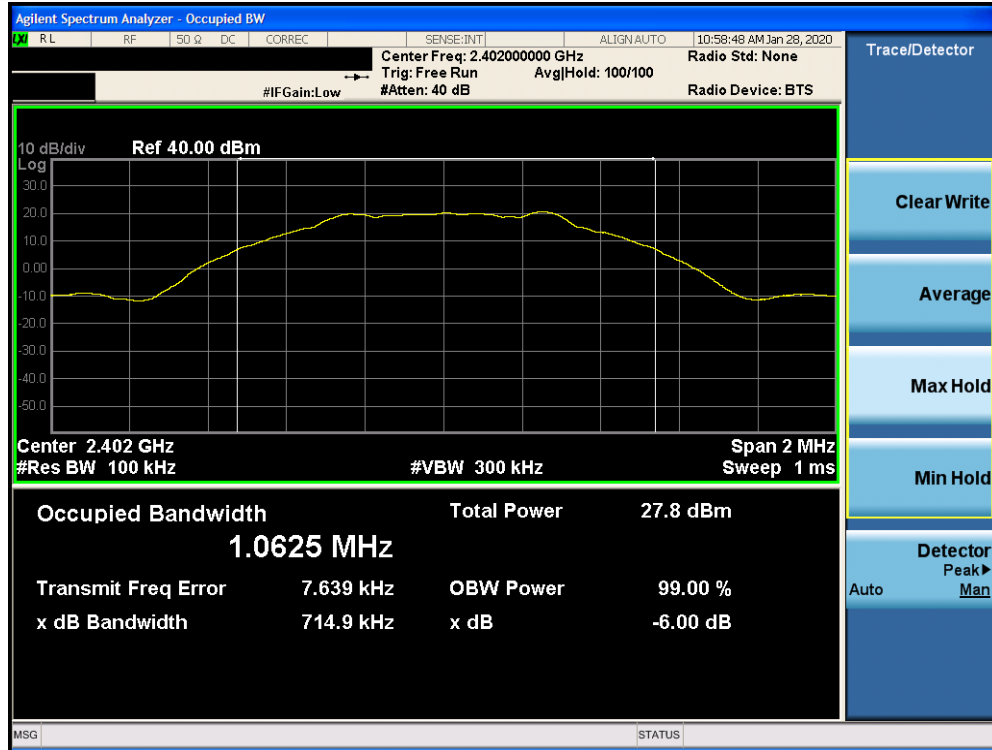 Agilent Spectrum Analyzer - Occupied BW
LXI RL RF 50 Ω DC CORREC SENSE:INT ALIGN AUTO 10:58:48 AM Jan 28, 2020
Center Freq: 2.402000000 GHz Radio Std: None
Trig: Free Run Avg|Hold: 100/100
#IFGain:Low #Atten: 40 dB Radio Device: BTS
10 dB/div Ref 40.00 dBm
Log
30.0
20.0
10.0
0.00
-10.0
-20.0
-30.0
-40.0
-50.0
Center 2.402 GHz Span 2 MHz
#Res BW 100 kHz #VBW 300 kHz Sweep 1 ms
Occupied Bandwidth Total Power 27.8 dBm
1.0625 MHz
Transmit Freq Error 7.639 kHz OBW Power 99.00 %
x dB Bandwidth 714.9 kHz x dB -6.00 dB
MSG STATUS
Trace/Detector
Clear Write
Average
Max Hold
Min Hold
Detector
Peak▶
Auto Man